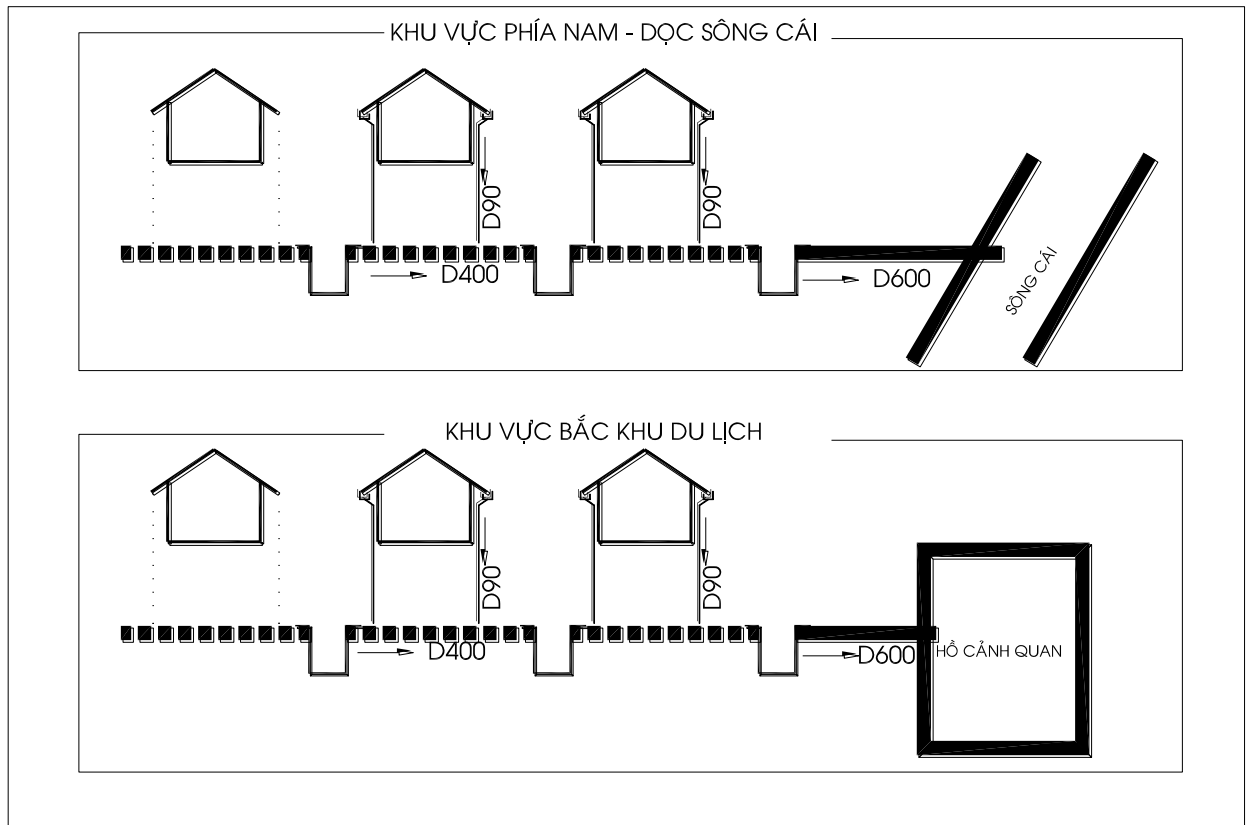 KHU VỰC PHÍA NAM - DỌC SÔNG CÁI
D90
D90
D400
D600
SÔNG CÁI
KHU VỰC BẮC KHU DU LỊCH
D90
D90
D400
D600
HỒ CẢNH QUAN